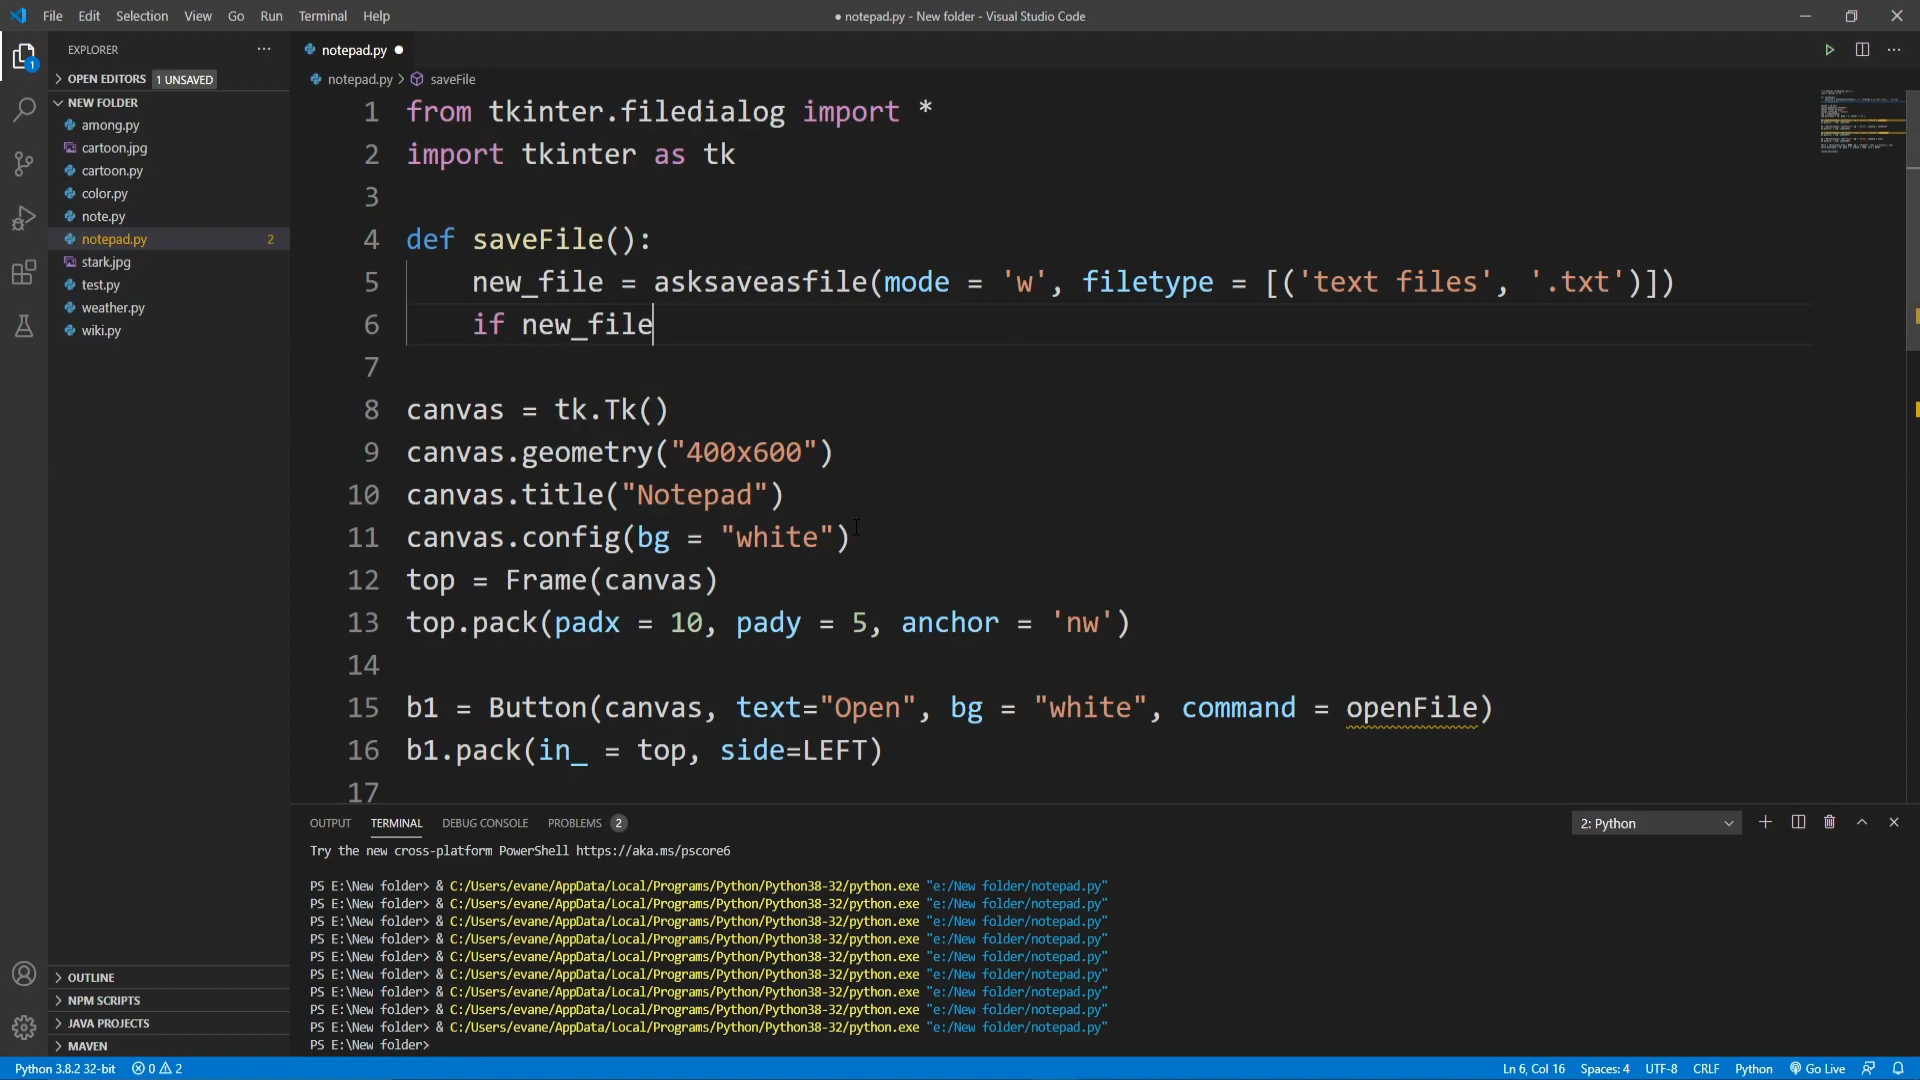 File Edit Selection View Go Run Terminal Help
● notepad.py - New folder - Visual Studio Code
EXPLORER
OPEN EDITORS 1 UNSAVED
NEW FOLDER
among.py
cartoon.jpg
cartoon.py
color.py
note.py
notepad.py 2
stark.jpg
test.py
weather.py
wiki.py
OUTLINE
NPM SCRIPTS
JAVA PROJECTS
MAVEN
1
notepad.py
notepad.py > saveFile
1 from tkinter.filedialog import *
2 import tkinter as tk
3
4 def saveFile():
5 new_file = asksaveasfile(mode = 'w', filetype = [('text files', '.txt')])
6 if new_file
7
8 canvas = tk.Tk()
9 canvas.geometry("400x600")
10 canvas.title("Notepad")
11 canvas.config(bg = "white")
12 top = Frame(canvas)
13 top.pack(padx = 10, pady = 5, anchor = 'nw')
14
15 b1 = Button(canvas, text="Open", bg = "white", command = openFile)
16 b1.pack(in_ = top, side=LEFT)
17
OUTPUT TERMINAL DEBUG CONSOLE PROBLEMS 2
2: Python
Try the new cross-platform PowerShell https://aka.ms/pscore6
PS E:\New folder> & C:/Users/evane/AppData/Local/Programs/Python/Python38-32/python.exe "e:/New folder/notepad.py"
PS E:\New folder> & C:/Users/evane/AppData/Local/Programs/Python/Python38-32/python.exe "e:/New folder/notepad.py"
PS E:\New folder> & C:/Users/evane/AppData/Local/Programs/Python/Python38-32/python.exe "e:/New folder/notepad.py"
PS E:\New folder> & C:/Users/evane/AppData/Local/Programs/Python/Python38-32/python.exe "e:/New folder/notepad.py"
PS E:\New folder> & C:/Users/evane/AppData/Local/Programs/Python/Python38-32/python.exe "e:/New folder/notepad.py"
PS E:\New folder> & C:/Users/evane/AppData/Local/Programs/Python/Python38-32/python.exe "e:/New folder/notepad.py"
PS E:\New folder> & C:/Users/evane/AppData/Local/Programs/Python/Python38-32/python.exe "e:/New folder/notepad.py"
PS E:\New folder> & C:/Users/evane/AppData/Local/Programs/Python/Python38-32/python.exe "e:/New folder/notepad.py"
PS E:\New folder> & C:/Users/evane/AppData/Local/Programs/Python/Python38-32/python.exe "e:/New folder/notepad.py"
PS E:\New folder>
Python 3.8.2 32-bit 0 2
Ln 6, Col 16 Spaces: 4 UTF-8 CRLF Python Go Live